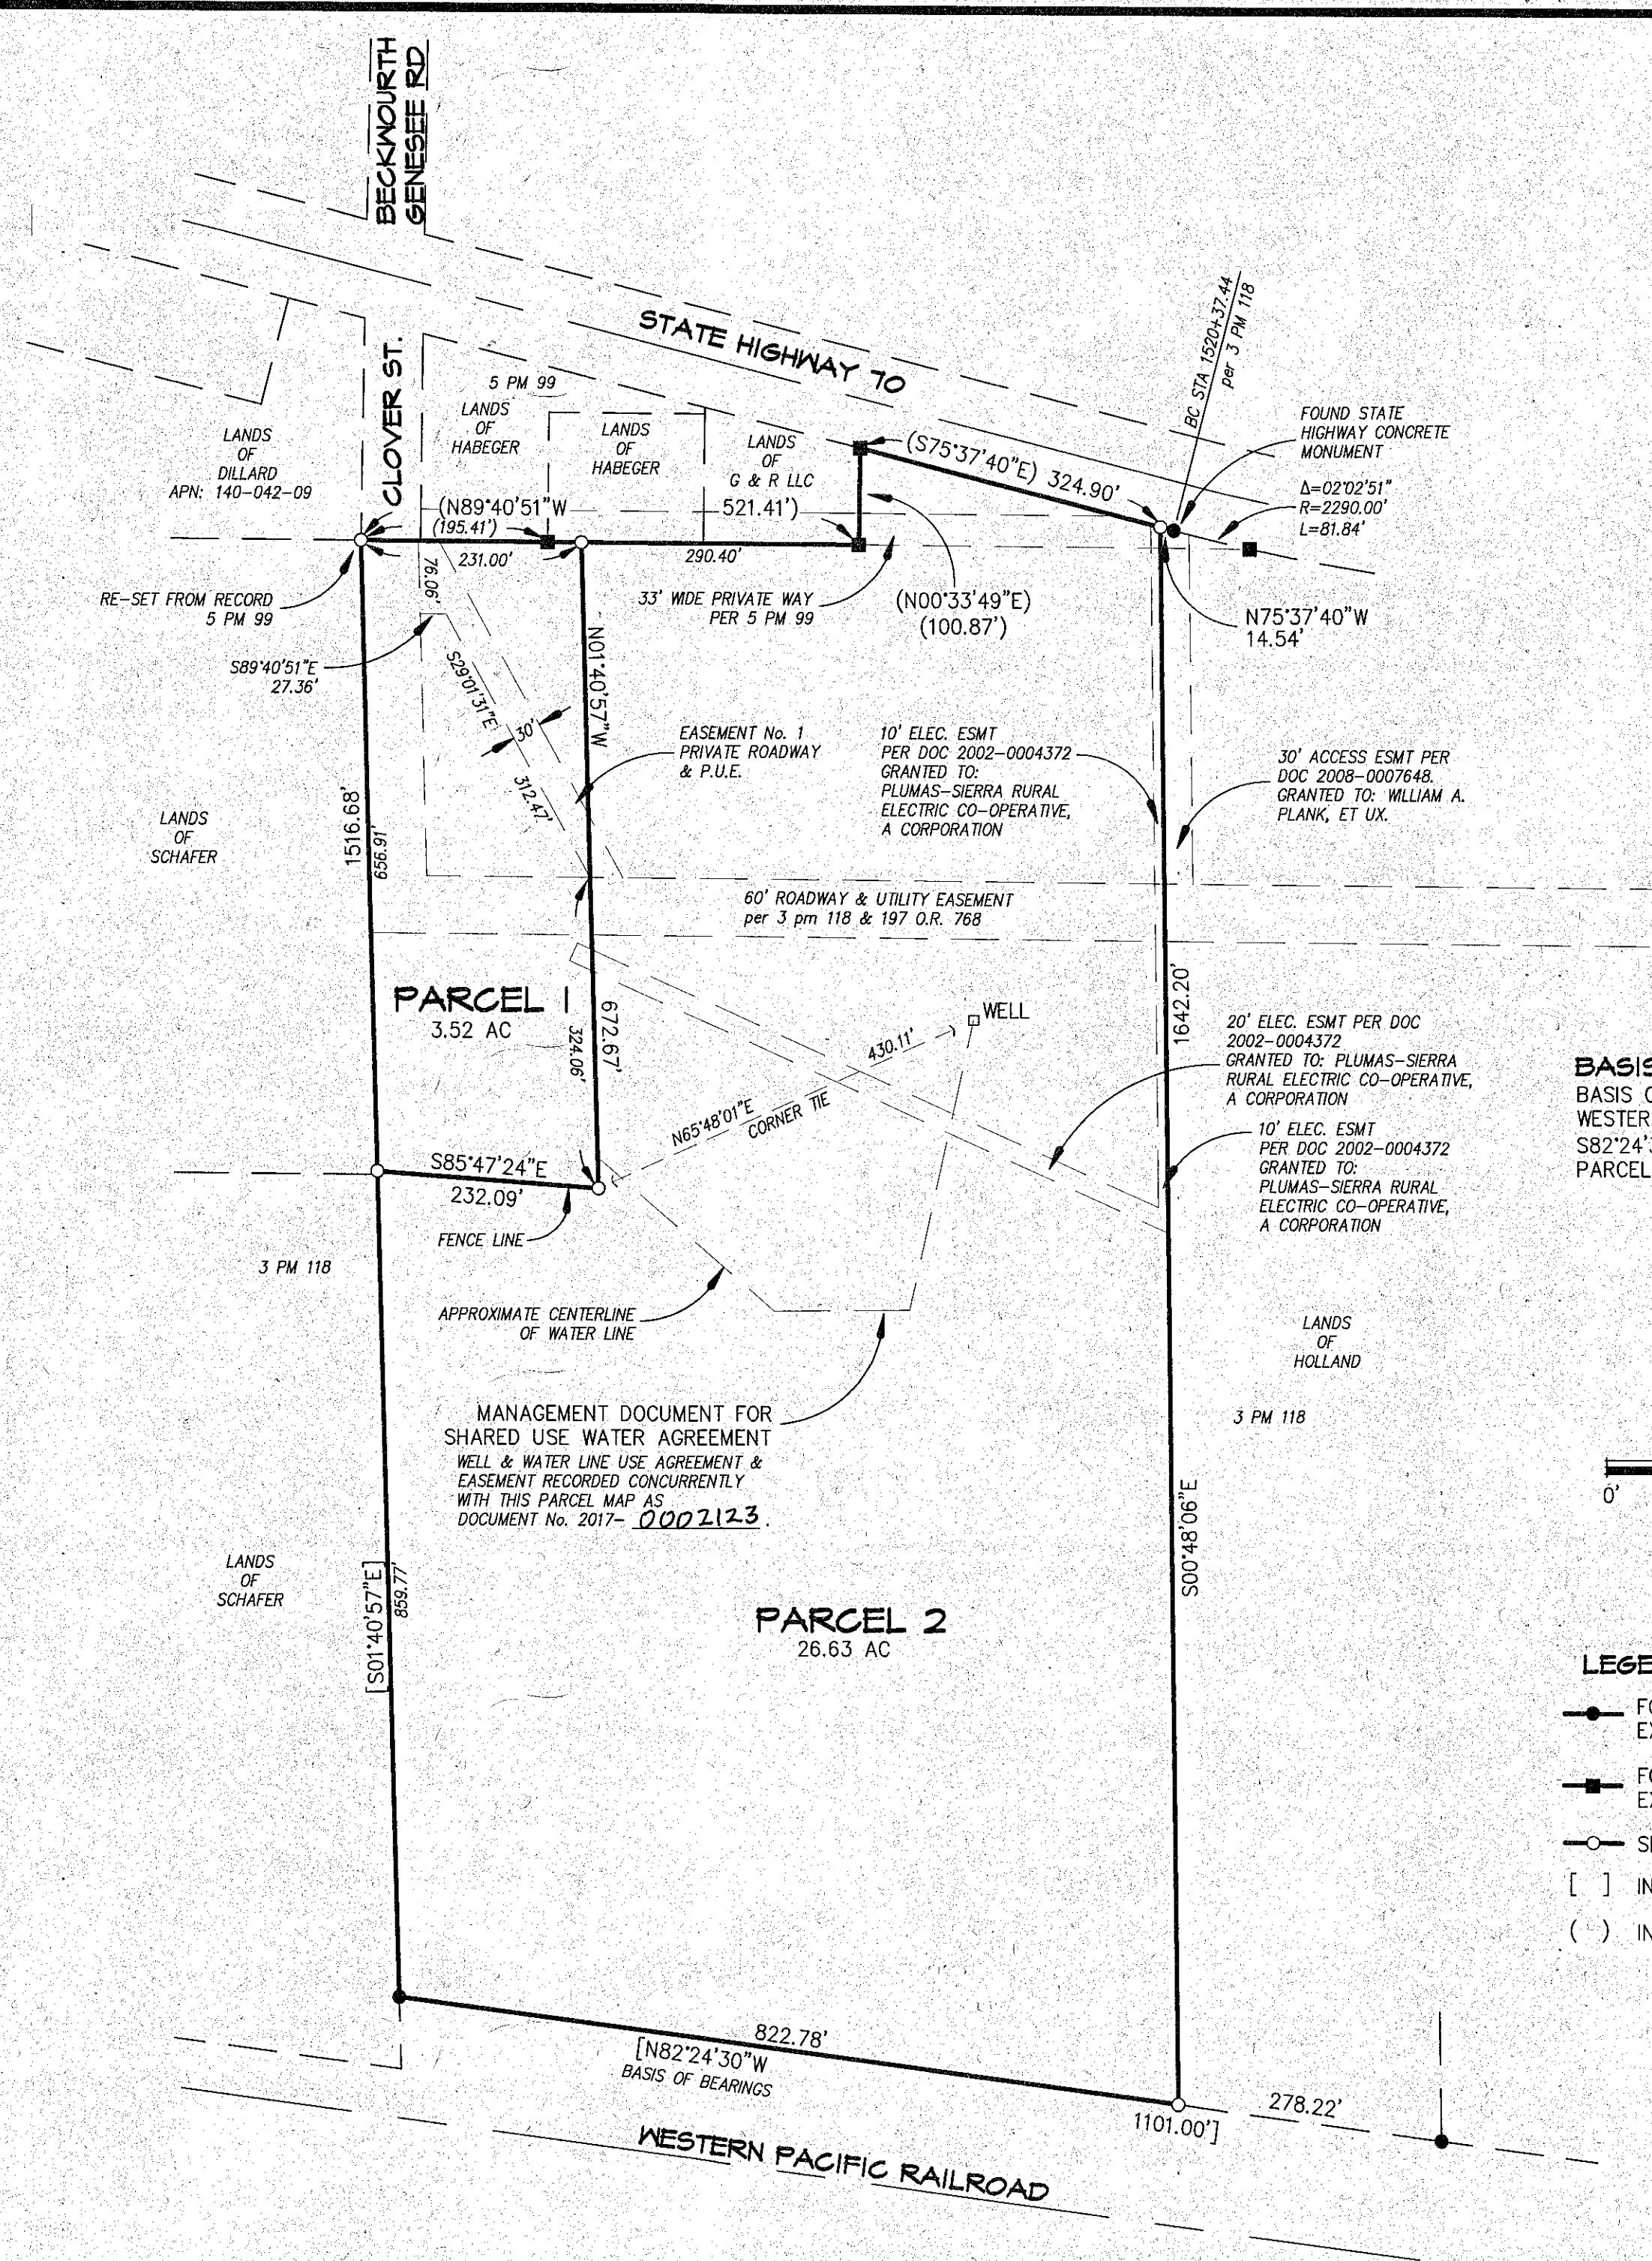 BECKWOURTH
GENESEE RD
STATE HIGHWAY 70
CLOVER ST.
BC STA 1520+37.44
per 3 PM 118
5 PM 99
LANDS
OF
HABEGER
LANDS
OF
HABEGER
LANDS
OF
G & R LLC
LANDS
OF
DILLARD
APN: 140-042-09
FOUND STATE
HIGHWAY CONCRETE
MONUMENT
Δ=02°02'51"
R=2290.00'
L=81.84'
(S75°37'40"E) 324.90'
(N89°40'51"W
521.41')
(195.41')
231.00'
290.40'
76.06'
RE-SET FROM RECORD
5 PM 99
33' WIDE PRIVATE WAY
PER 5 PM 99
(N00°33'49"E)
(100.87')
N75°37'40"W
14.54'
S89°40'51"E
27.36'
S29°01'31"E
30'
312.47'
N01°40'57"W
EASEMENT No. 1
PRIVATE ROADWAY
& P.U.E.
10' ELEC. ESMT
PER DOC 2002-0004372
GRANTED TO:
PLUMAS-SIERRA RURAL
ELECTRIC CO-OPERATIVE,
A CORPORATION
30' ACCESS ESMT PER
DOC 2008-0007648.
GRANTED TO: WILLIAM A.
PLANK, ET UX.
LANDS
OF
SCHAFER
1516.68'
656.91'
60' ROADWAY & UTILITY EASEMENT
per 3 pm 118 & 197 O.R. 768
PARCEL 1
3.52 AC
672.67'
324.06'
WELL
430.11'
N65°48'01"E
CORNER TIE
1642.20'
20' ELEC. ESMT PER DOC
2002-0004372
GRANTED TO: PLUMAS-SIERRA
RURAL ELECTRIC CO-OPERATIVE,
A CORPORATION
BASIS
BASIS O
WESTER
S82°24'
PARCEL
10' ELEC. ESMT
PER DOC 2002-0004372
GRANTED TO:
PLUMAS-SIERRA RURAL
ELECTRIC CO-OPERATIVE,
A CORPORATION
S85°47'24"E
232.09'
FENCE LINE
3 PM 118
APPROXIMATE CENTERLINE
OF WATER LINE
LANDS
OF
HOLLAND
3 PM 118
MANAGEMENT DOCUMENT FOR
SHARED USE WATER AGREEMENT
WELL & WATER LINE USE AGREEMENT &
EASEMENT RECORDED CONCURRENTLY
WITH THIS PARCEL MAP AS
DOCUMENT No. 2017- 0002123.
0'
S00°48'06"E
LANDS
OF
SCHAFER
[S01°40'57"E]
859.77'
PARCEL 2
26.63 AC
LEGE
FO
EX
FO
EX
SE
[ ] IN
( ) IN
822.78'
[N82°24'30"W
BASIS OF BEARINGS
1101.00']
278.22'
WESTERN PACIFIC RAILROAD